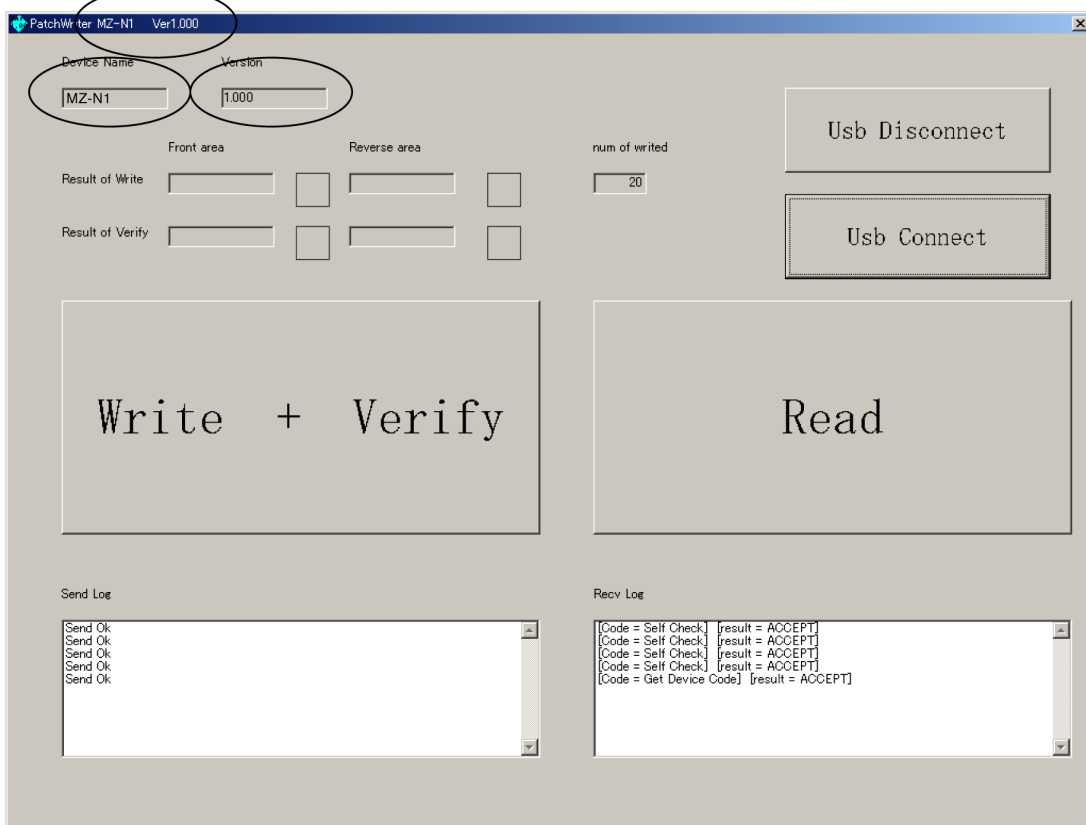 PatchWriter MZ-N1 Ver1.000
Device Name Version
MZ-N1 1.000
Usb Disconnect
Front area Reverse area num of writed
Result of Write 20
Result of Verify
Usb Connect
Write + Verify Read
Send Log Recv Log
Send Ok
Send Ok
Send Ok
Send Ok
Send Ok
[Code = Self Check] [result = ACCEPT]
[Code = Self Check] [result = ACCEPT]
[Code = Self Check] [result = ACCEPT]
[Code = Self Check] [result = ACCEPT]
[Code = Get Device Code] [result = ACCEPT]